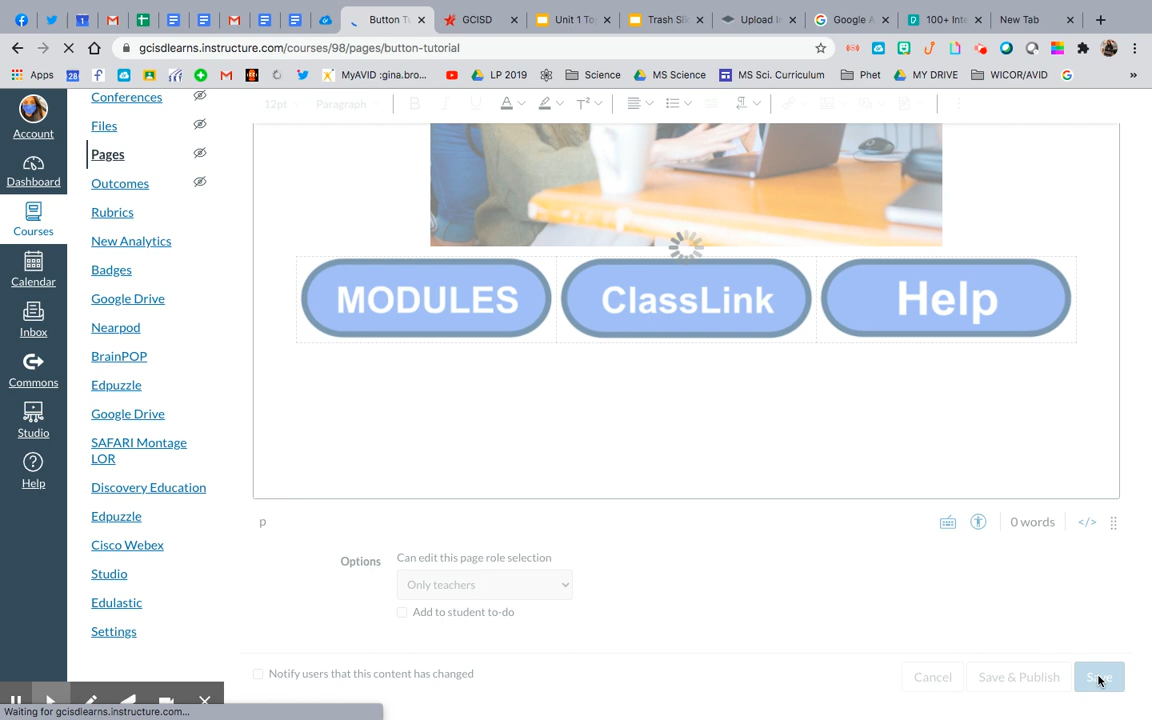 Button Tu
GCISD
Unit 1 To
Trash Sli
Upload In
Google A
100+ Inte
New Tab
gcisdlearns.instructure.com/courses/98/pages/button-tutorial
Apps
MyAVID :gina.bro...
LP 2019
Science
MS Science
MS Sci. Curriculum
Phet
MY DRIVE
WICOR/AVID
»
Account
Dashboard
Courses
Calendar
Inbox
Commons
Studio
Help
Conferences
Files
Pages
Outcomes
Rubrics
New Analytics
Badges
Google Drive
Nearpod
BrainPOP
Edpuzzle
Google Drive
SAFARI Montage
LOR
Discovery Education
Edpuzzle
Cisco Webex
Studio
Edulastic
Settings
12pt
Paragraph
B I U A T²
MODULES
ClassLink
Help
p
0 words
</>
Options
Can edit this page role selection
Only teachers
Add to student to-do
Notify users that this content has changed
Cancel
Save & Publish
Save
Waiting for gcisdlearns.instructure.com...